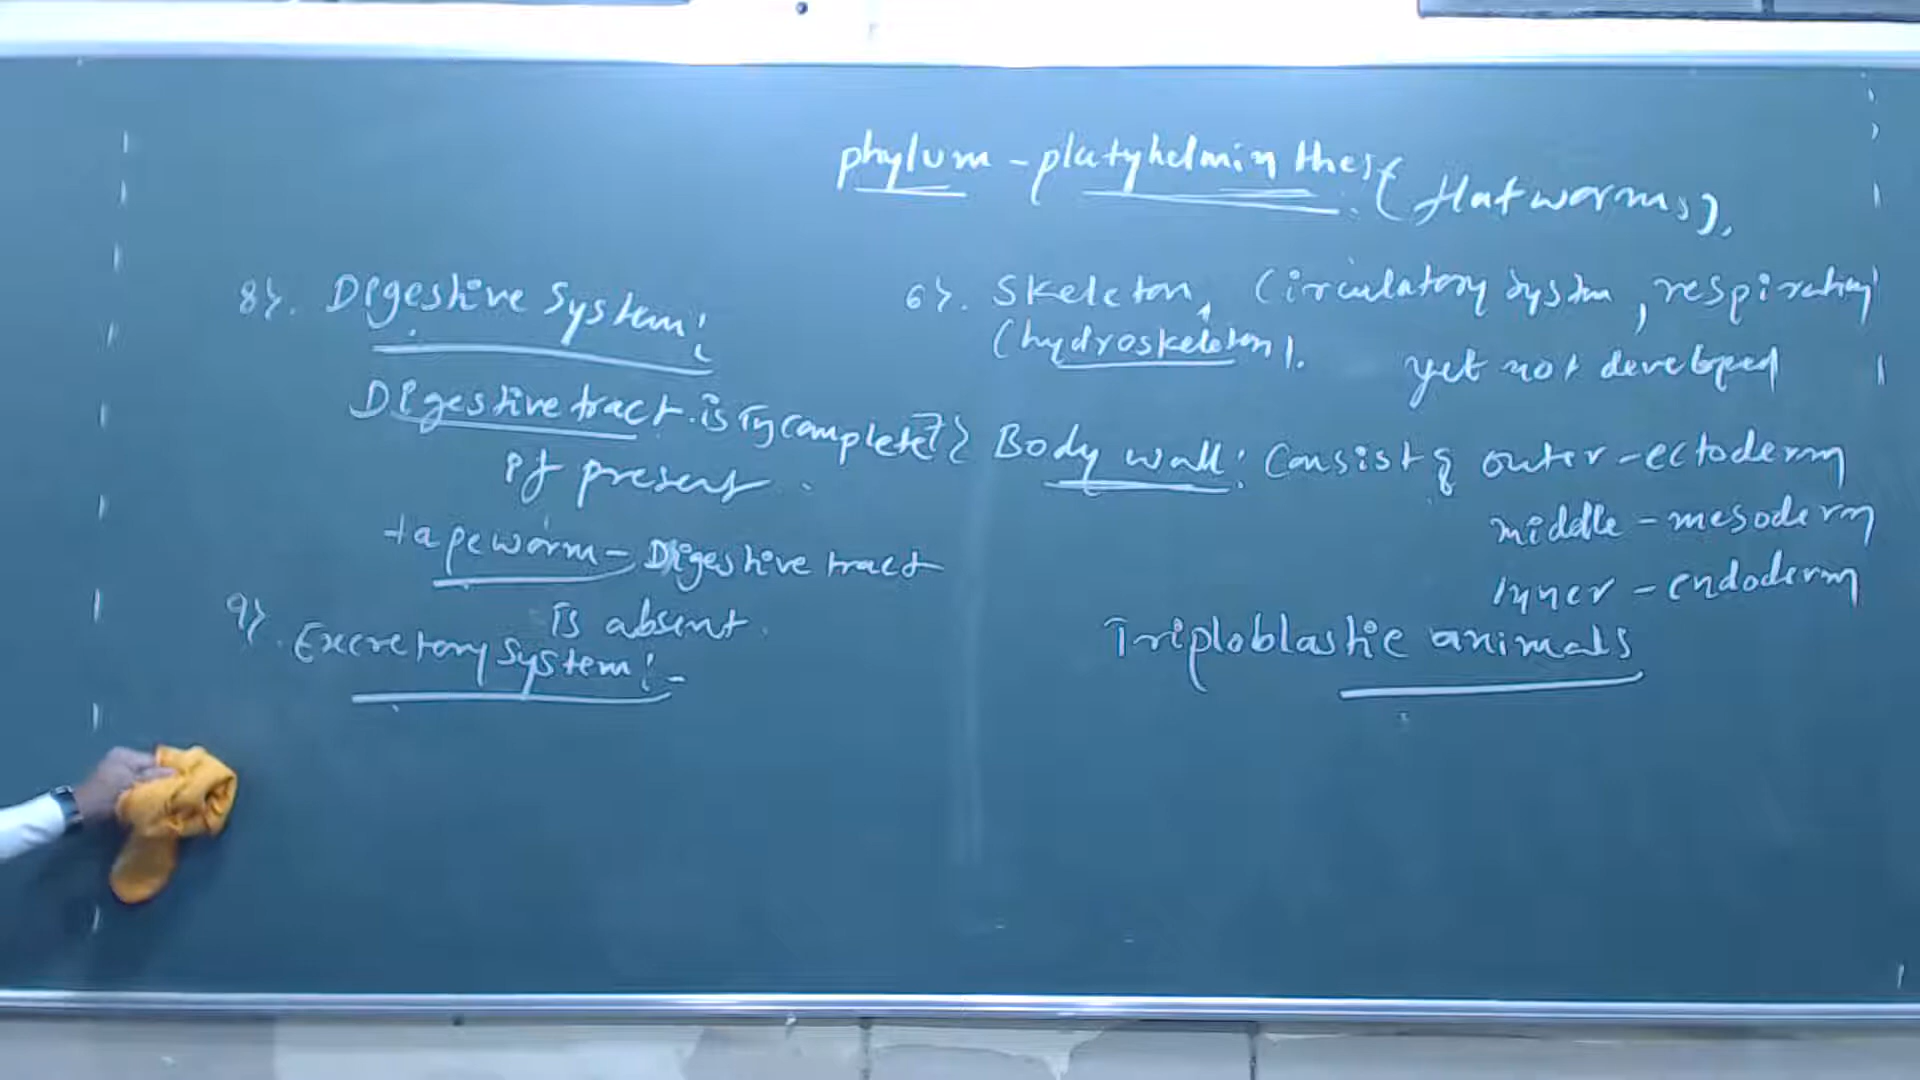 phylum - platyhelminthes (flatworms).
6}. Skeleton, Circulatory System, respiratory
(hydroskeleton). yet not developed
7} Body wall: Consist of outer - ectoderm
middle - mesoderm
inner - endoderm
Triploblastic animals
8}. Digestive System:
Digestive tract is incomplete
if present.
tapeworm - Digestive tract
is absent.
9}. Excretory System:-